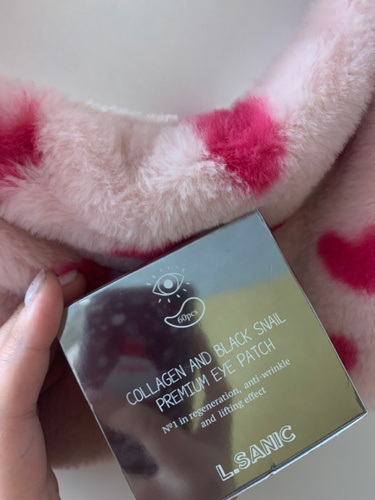 60pcs
COLLAGEN AND BLACK SNAIL
PREMIUM EYE PATCH
№1 in regeneration, anti-wrinkle
and lifting effect
L.SANIC